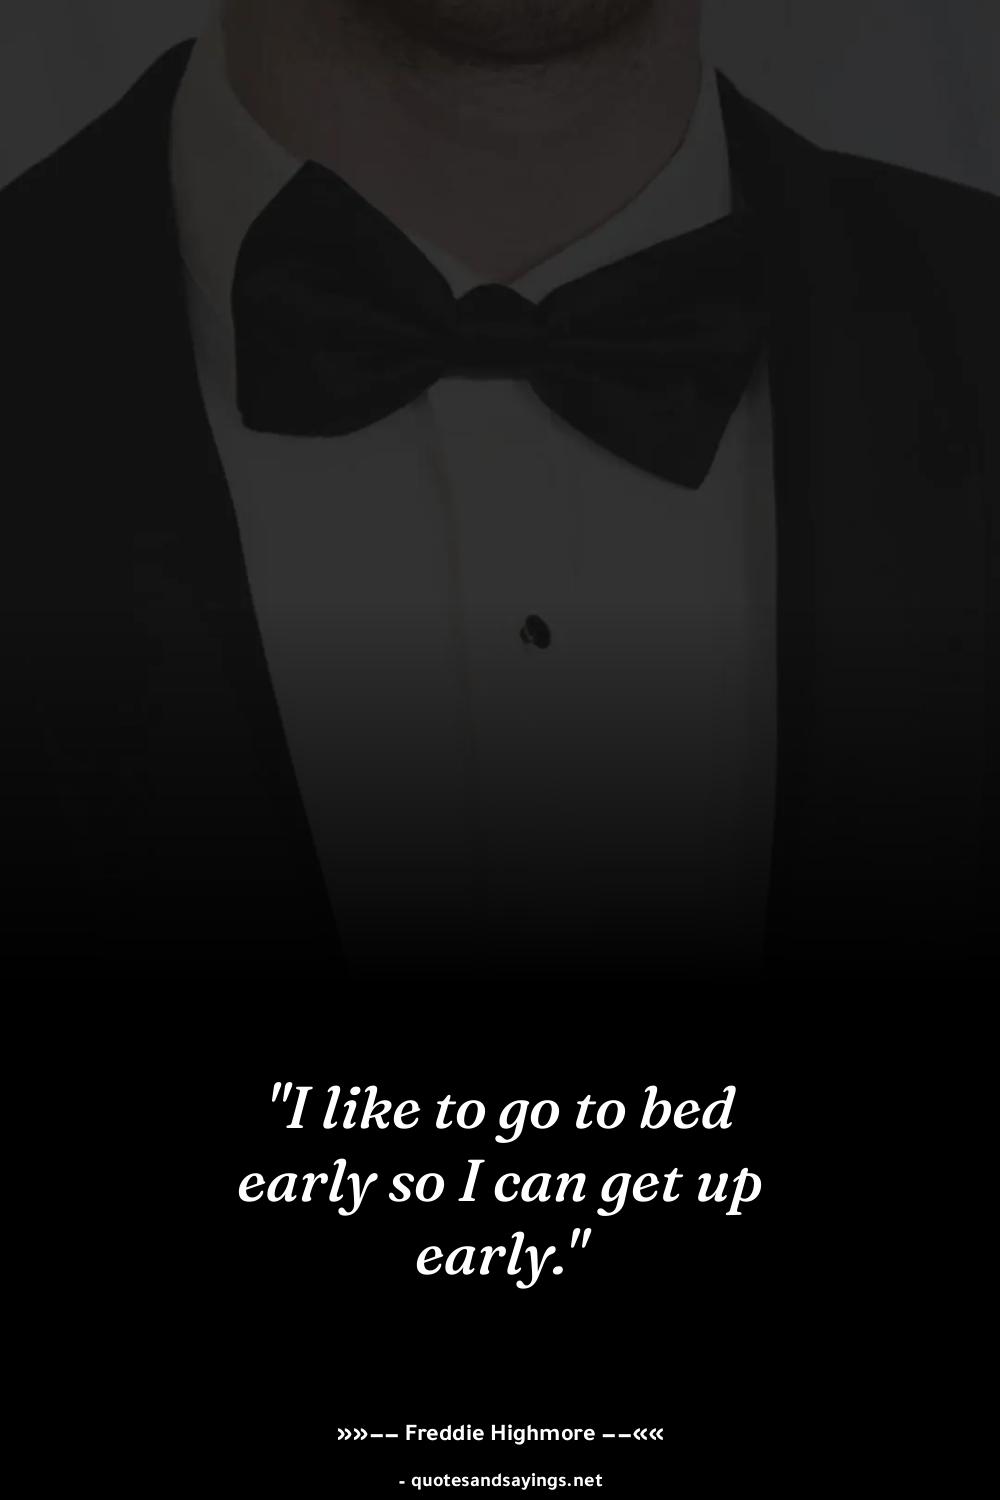 "I like to go to bed
early so I can get up
early."
»»–– Freddie Highmore ––««
- quotesandsayings.net